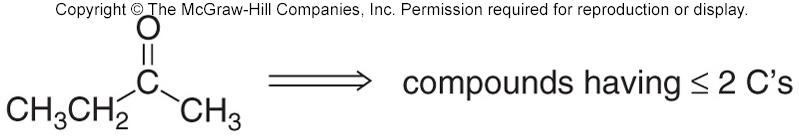 Copyright © The McGraw-Hill Companies, Inc. Permission required for reproduction or display.
O
C
CH₃CH₂ CH₃
compounds having ≤ 2 C's